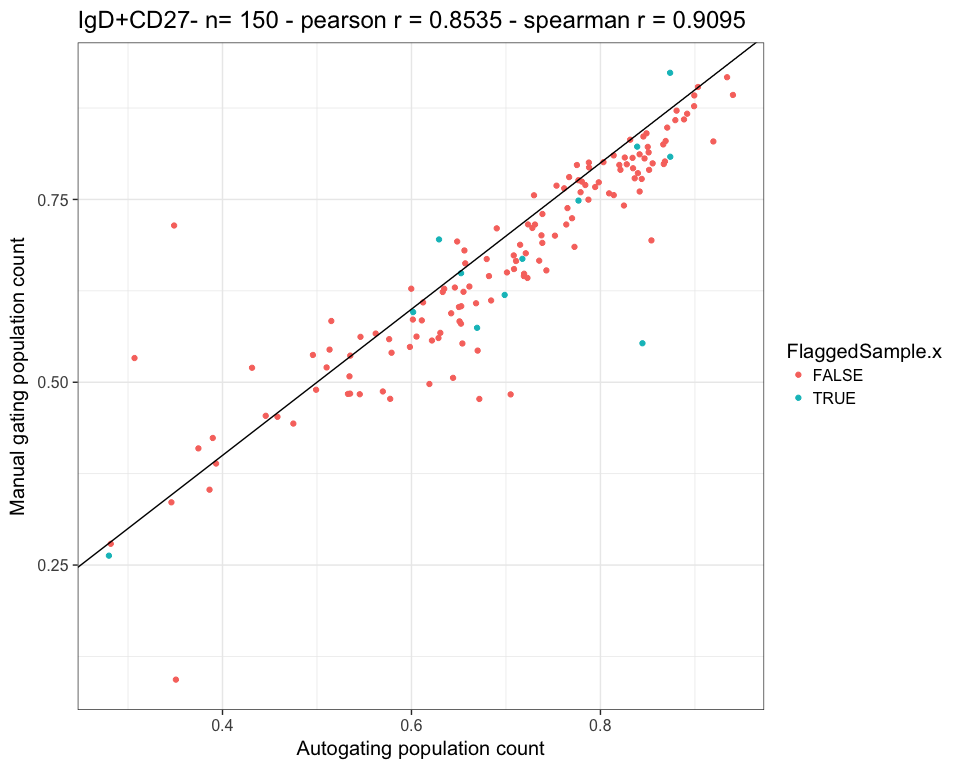 IgD+CD27- n= 150 - pearson r = 0.8535 - spearman r = 0.9095
Manual gating population count
0.75
0.50
0.25
0.4
0.6
0.8
Autogating population count
FlaggedSample.x
FALSE
TRUE